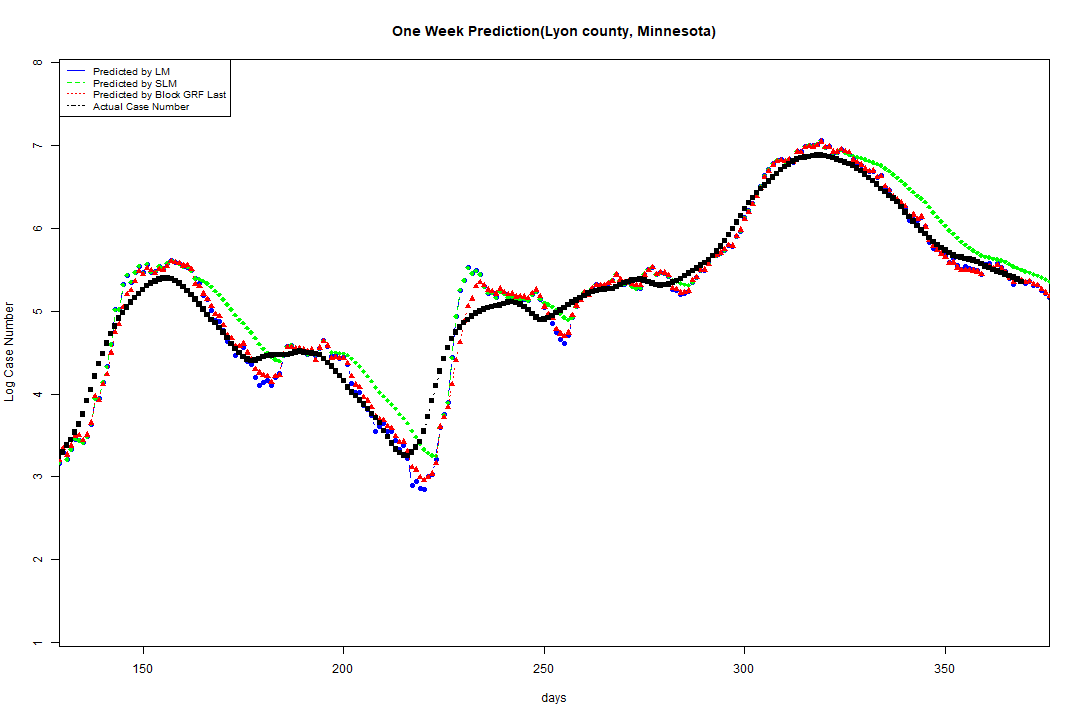 One Week Prediction(Lyon county, Minnesota)
Predicted by LM
Predicted by SLM
Predicted by Block GRF Last
Actual Case Number
Log Case Number
8
7
6
5
4
3
2
1
150 200 250 300 350
days